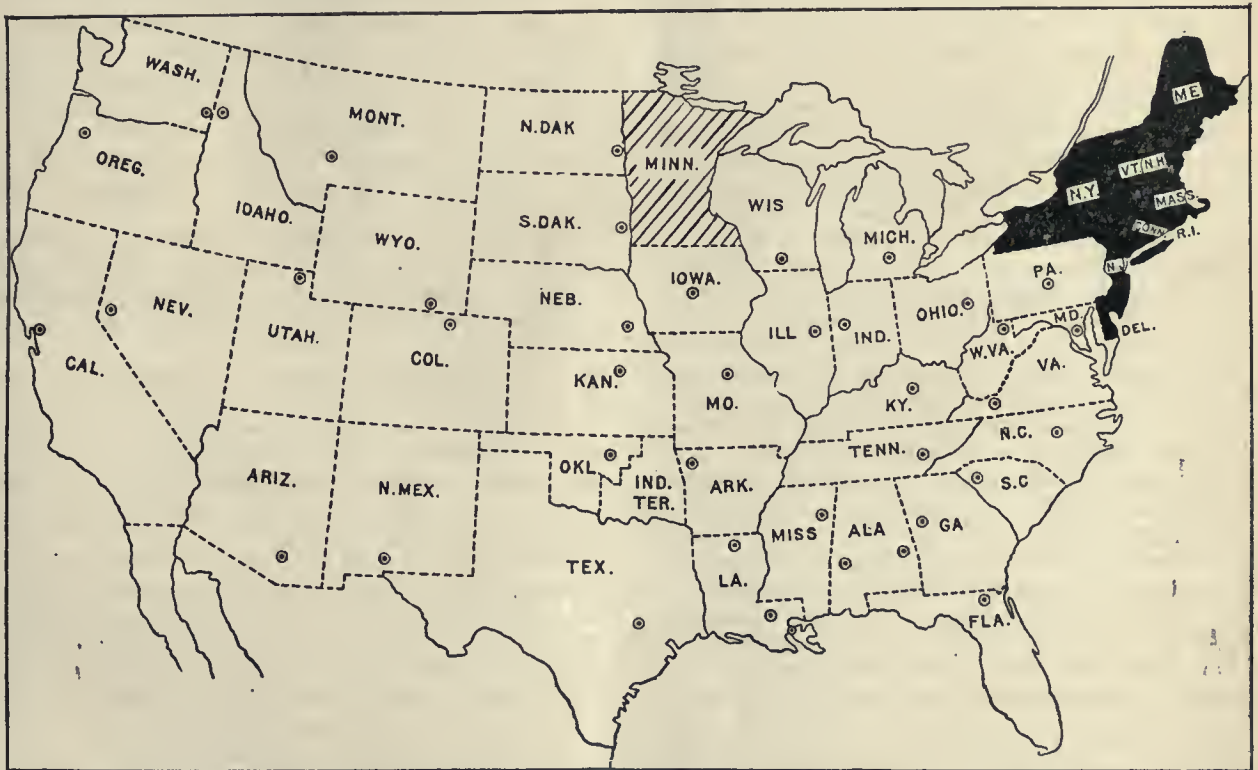 WASH.
MONT.
N.DAK
MINN.
ME
OREG.
IDAHO.
WYO.
S.DAK.
WIS
MICH.
N.Y.
VT.
N.H.
MASS.
CONN.
R.I.
NEV.
UTAH.
COL.
NEB.
IOWA.
ILL
IND.
OHIO.
PA.
N.J.
MD.
DEL.
CAL.
KAN.
MO.
KY.
W.VA.
VA.
ARIZ.
N.MEX.
OKL.
IND.
TER.
ARK.
TENN.
N.C.
S.C
TEX.
LA.
MISS
ALA
GA
FLA.